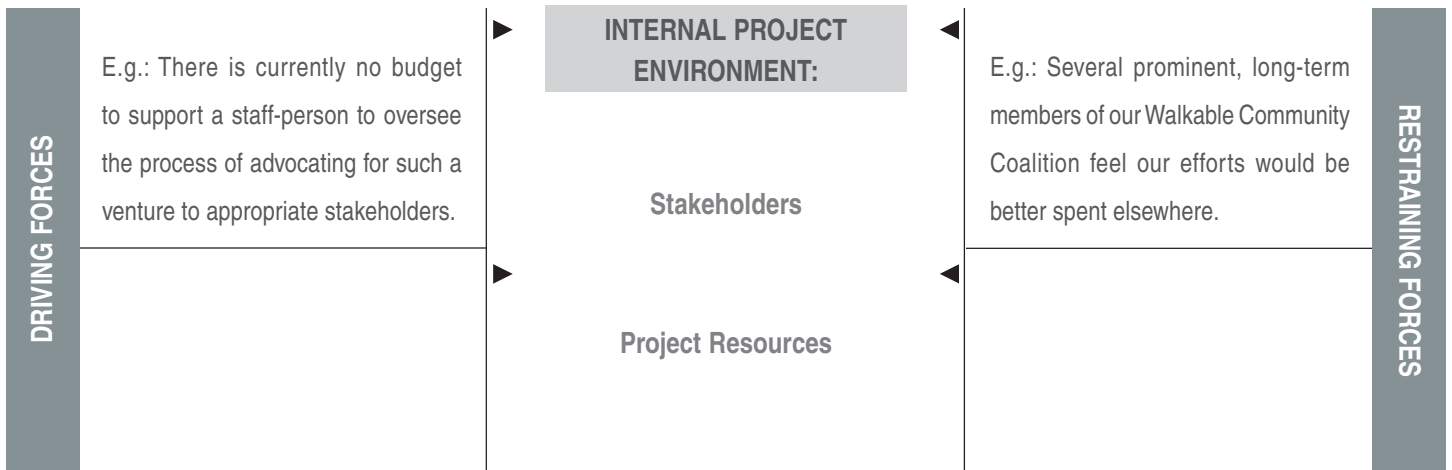 DRIVING FORCES
E.g.: There is currently no budget
to support a staff-person to oversee
the process of advocating for such a
venture to appropriate stakeholders.
INTERNAL PROJECT
ENVIRONMENT:
Stakeholders
Project Resources
E.g.: Several prominent, long-term
members of our Walkable Community
Coalition feel our efforts would be
better spent elsewhere.
RESTRAINING FORCES